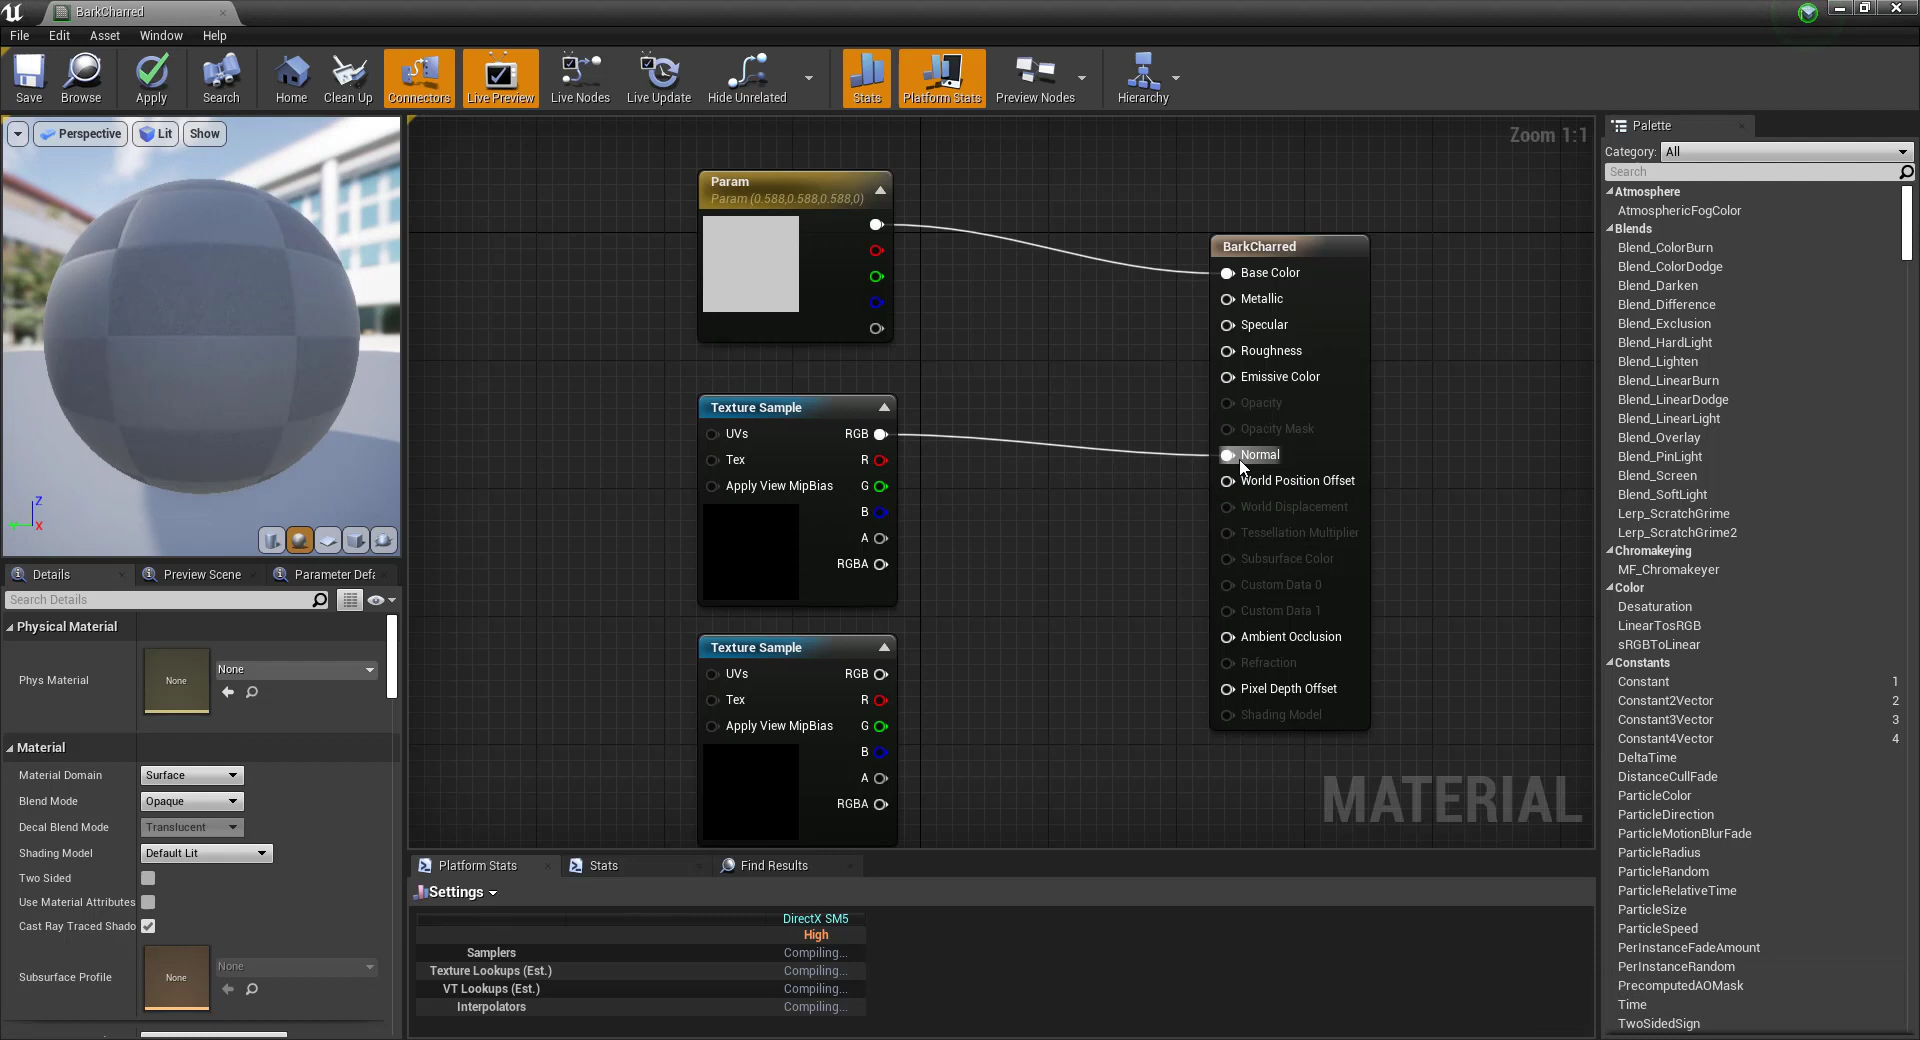 BarkCharred
File Edit Asset Window Help
Save Browse Apply Search Home Clean Up Connectors Live Preview Live Nodes Live Update Hide Unrelated Stats Platform Stats Preview Nodes Hierarchy
Perspective Lit Show
Z
X
Details Preview Scene Parameter Defa
Search Details
Physical Material
Phys Material
None
None
Material
Material Domain Surface
Blend Mode Opaque
Decal Blend Mode Translucent
Shading Model Default Lit
Two Sided
Use Material Attributes
Cast Ray Traced Shado
Subsurface Profile
None
None
Zoom 1:1
Param
Param (0.588,0.588,0.588,0)
Texture Sample
UVs RGB
Tex R
Apply View MipBias G
B
A
RGBA
Texture Sample
UVs RGB
Tex R
Apply View MipBias G
B
A
RGBA
BarkCharred
Base Color
Metallic
Specular
Roughness
Emissive Color
Opacity
Opacity Mask
Normal
World Position Offset
World Displacement
Tessellation Multiplier
Subsurface Color
Custom Data 0
Custom Data 1
Ambient Occlusion
Refraction
Pixel Depth Offset
Shading Model
MATERIAL
Platform Stats Stats Find Results
Settings
DirectX SM5
High
Samplers Compiling...
Texture Lookups (Est.) Compiling...
VT Lookups (Est.) Compiling...
Interpolators Compiling...
Palette
Category: All
Search
Atmosphere
AtmosphericFogColor
Blends
Blend_ColorBurn
Blend_ColorDodge
Blend_Darken
Blend_Difference
Blend_Exclusion
Blend_HardLight
Blend_Lighten
Blend_LinearBurn
Blend_LinearDodge
Blend_LinearLight
Blend_Overlay
Blend_PinLight
Blend_Screen
Blend_SoftLight
Lerp_ScratchGrime
Lerp_ScratchGrime2
Chromakeying
MF_Chromakeyer
Color
Desaturation
LinearTosRGB
sRGBToLinear
Constants
Constant 1
Constant2Vector 2
Constant3Vector 3
Constant4Vector 4
DeltaTime
DistanceCullFade
ParticleColor
ParticleDirection
ParticleMotionBlurFade
ParticleRadius
ParticleRandom
ParticleRelativeTime
ParticleSize
ParticleSpeed
PerInstanceFadeAmount
PerInstanceRandom
PrecomputedAOMask
Time
TwoSidedSign